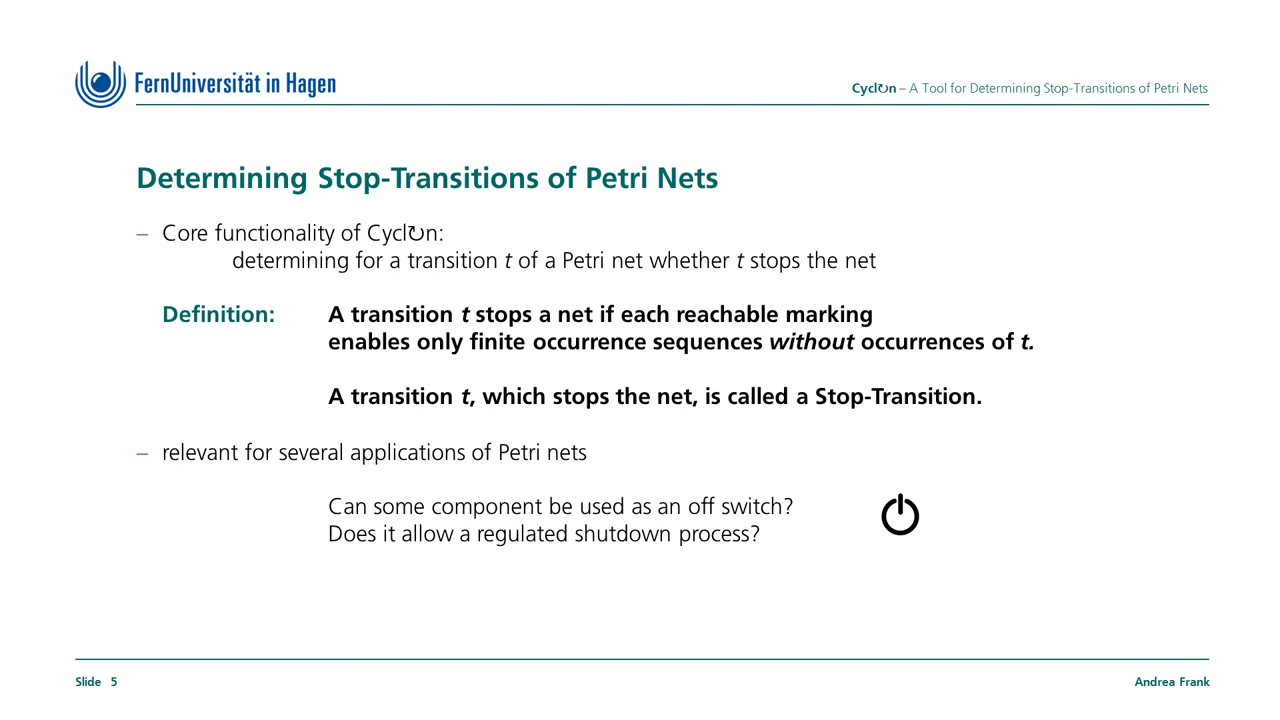 FernUniversität in Hagen
Cycl↻n – A Tool for Determining Stop-Transitions of Petri Nets
Determining Stop-Transitions of Petri Nets
– Core functionality of Cycl↻n:
determining for a transition t of a Petri net whether t stops the net
Definition: A transition t stops a net if each reachable marking
enables only finite occurrence sequences without occurrences of t.
A transition t, which stops the net, is called a Stop-Transition.
– relevant for several applications of Petri nets
Can some component be used as an off switch?
Does it allow a regulated shutdown process?
Slide 5
Andrea Frank